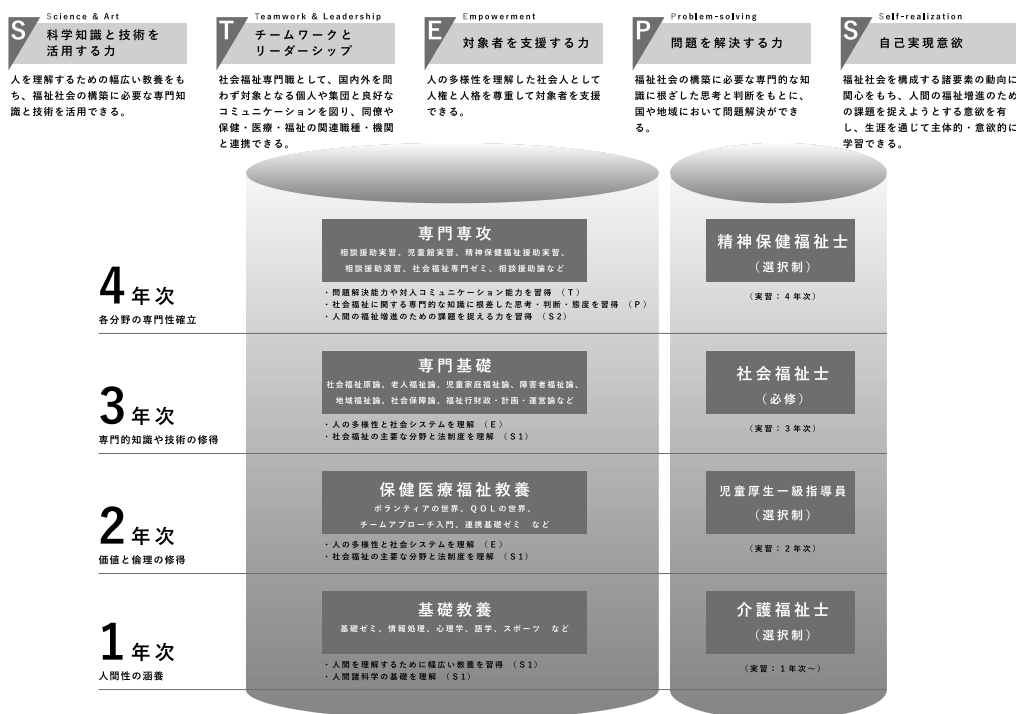 S
Science & Art
科学知識と技術を
活用する力
人を理解するための幅広い教養をも
ち、福祉社会の構築に必要な専門知
識と技術を活用できる。
T
Teamwork & Leadership
チームワークと
リーダーシップ
社会福祉専門職として、国内外を問
わず対象となる個人や集団と良好な
コミュニケーションを図り、同僚や
保健・医療・福祉の関連職種・機関
と連携できる。
E
Empowerment
対象者を支援する力
人の多様性を理解した社会人として
人権と人格を尊重して対象者を支援
できる。
P
Problem-solving
問題を解決する力
福祉社会の構築に必要な専門的な知
識に根ざした思考と判断をもとに、
国や地域において問題解決ができ
る。
S
Self-realization
自己実現意欲
福祉社会を構成する諸要素の動向に
関心をもち、人間の福祉増進のため
の課題を捉えようとする意欲を有
し、生涯を通じて主体的・意欲的に
学習できる。
4年次
各分野の専門性確立
専門専攻
相談援助実習、児童館実習、精神保健福祉援助実習、
相談援助演習、社会福祉専門ゼミ、相談援助論など
・問題解決能力や対人コミュニケーション能力を習得（T）
・社会福祉に関する専門的な知識に根差した思考・判断・態度を習得（P）
・人間の福祉増進のための課題を捉える力を習得（S2）
精神保健福祉士
（選択制）
（実習：4年次）
3年次
専門的知識や技術の修得
専門基礎
社会福祉原論、老人福祉論、児童家庭福祉論、障害者福祉論、
地域福祉論、社会保障論、福祉行財政・計画・運営論など
・人の多様性と社会システムを理解（E）
・社会福祉の主要な分野と法制度を理解（S1）
社会福祉士
（必修）
（実習：3年次）
2年次
価値と倫理の修得
保健医療福祉教養
ボランティアの世界、QOLの世界、
チームアプローチ入門、連携基礎ゼミ など
・人の多様性と社会システムを理解（E）
・社会福祉の主要な分野と法制度を理解（S1）
児童厚生一級指導員
（選択制）
（実習：2年次）
1年次
人間性の涵養
基礎教養
基礎ゼミ、情報処理、心理学、語学、スポーツ など
・人間を理解するために幅広い教養を習得（S1）
・人間諸科学の基礎を理解（S1）
介護福祉士
（選択制）
（実習：1年次～）